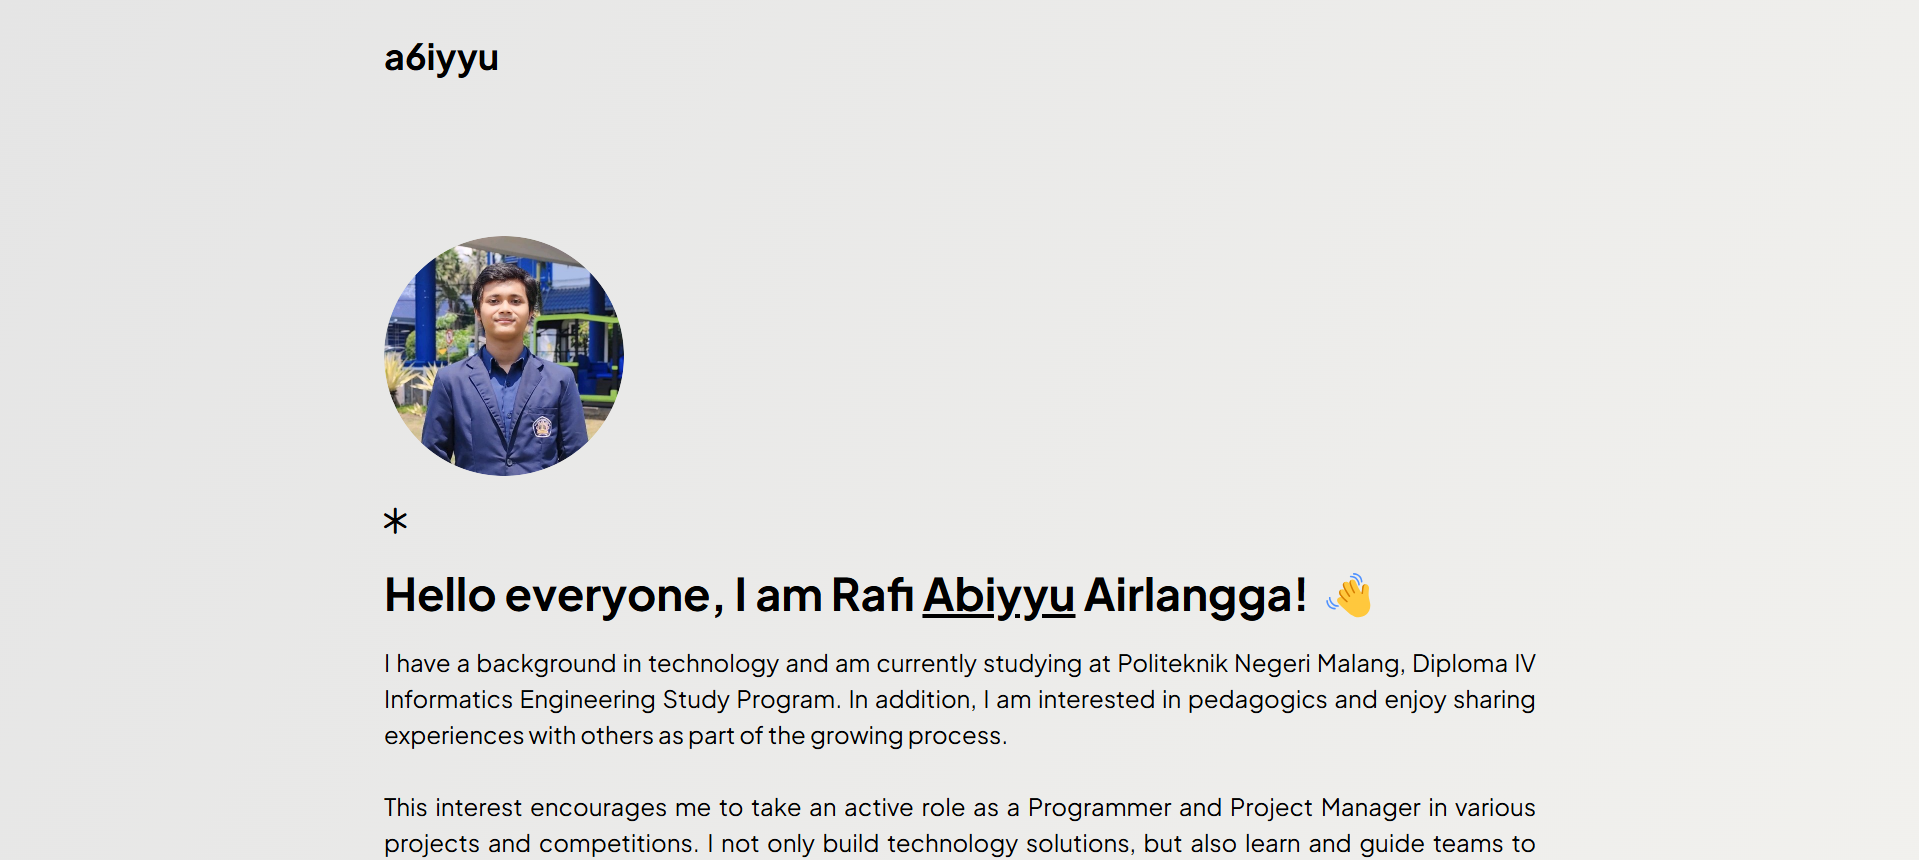 a6iyyu
Hello everyone, I am Rafi Abiyyu Airlangga! 👋
I have a background in technology and am currently studying at Politeknik Negeri Malang, Diploma IV
Informatics Engineering Study Program. In addition, I am interested in pedagogics and enjoy sharing
experiences with others as part of the growing process.
This interest encourages me to take an active role as a Programmer and Project Manager in various
projects and competitions. I not only build technology solutions, but also learn and guide teams to